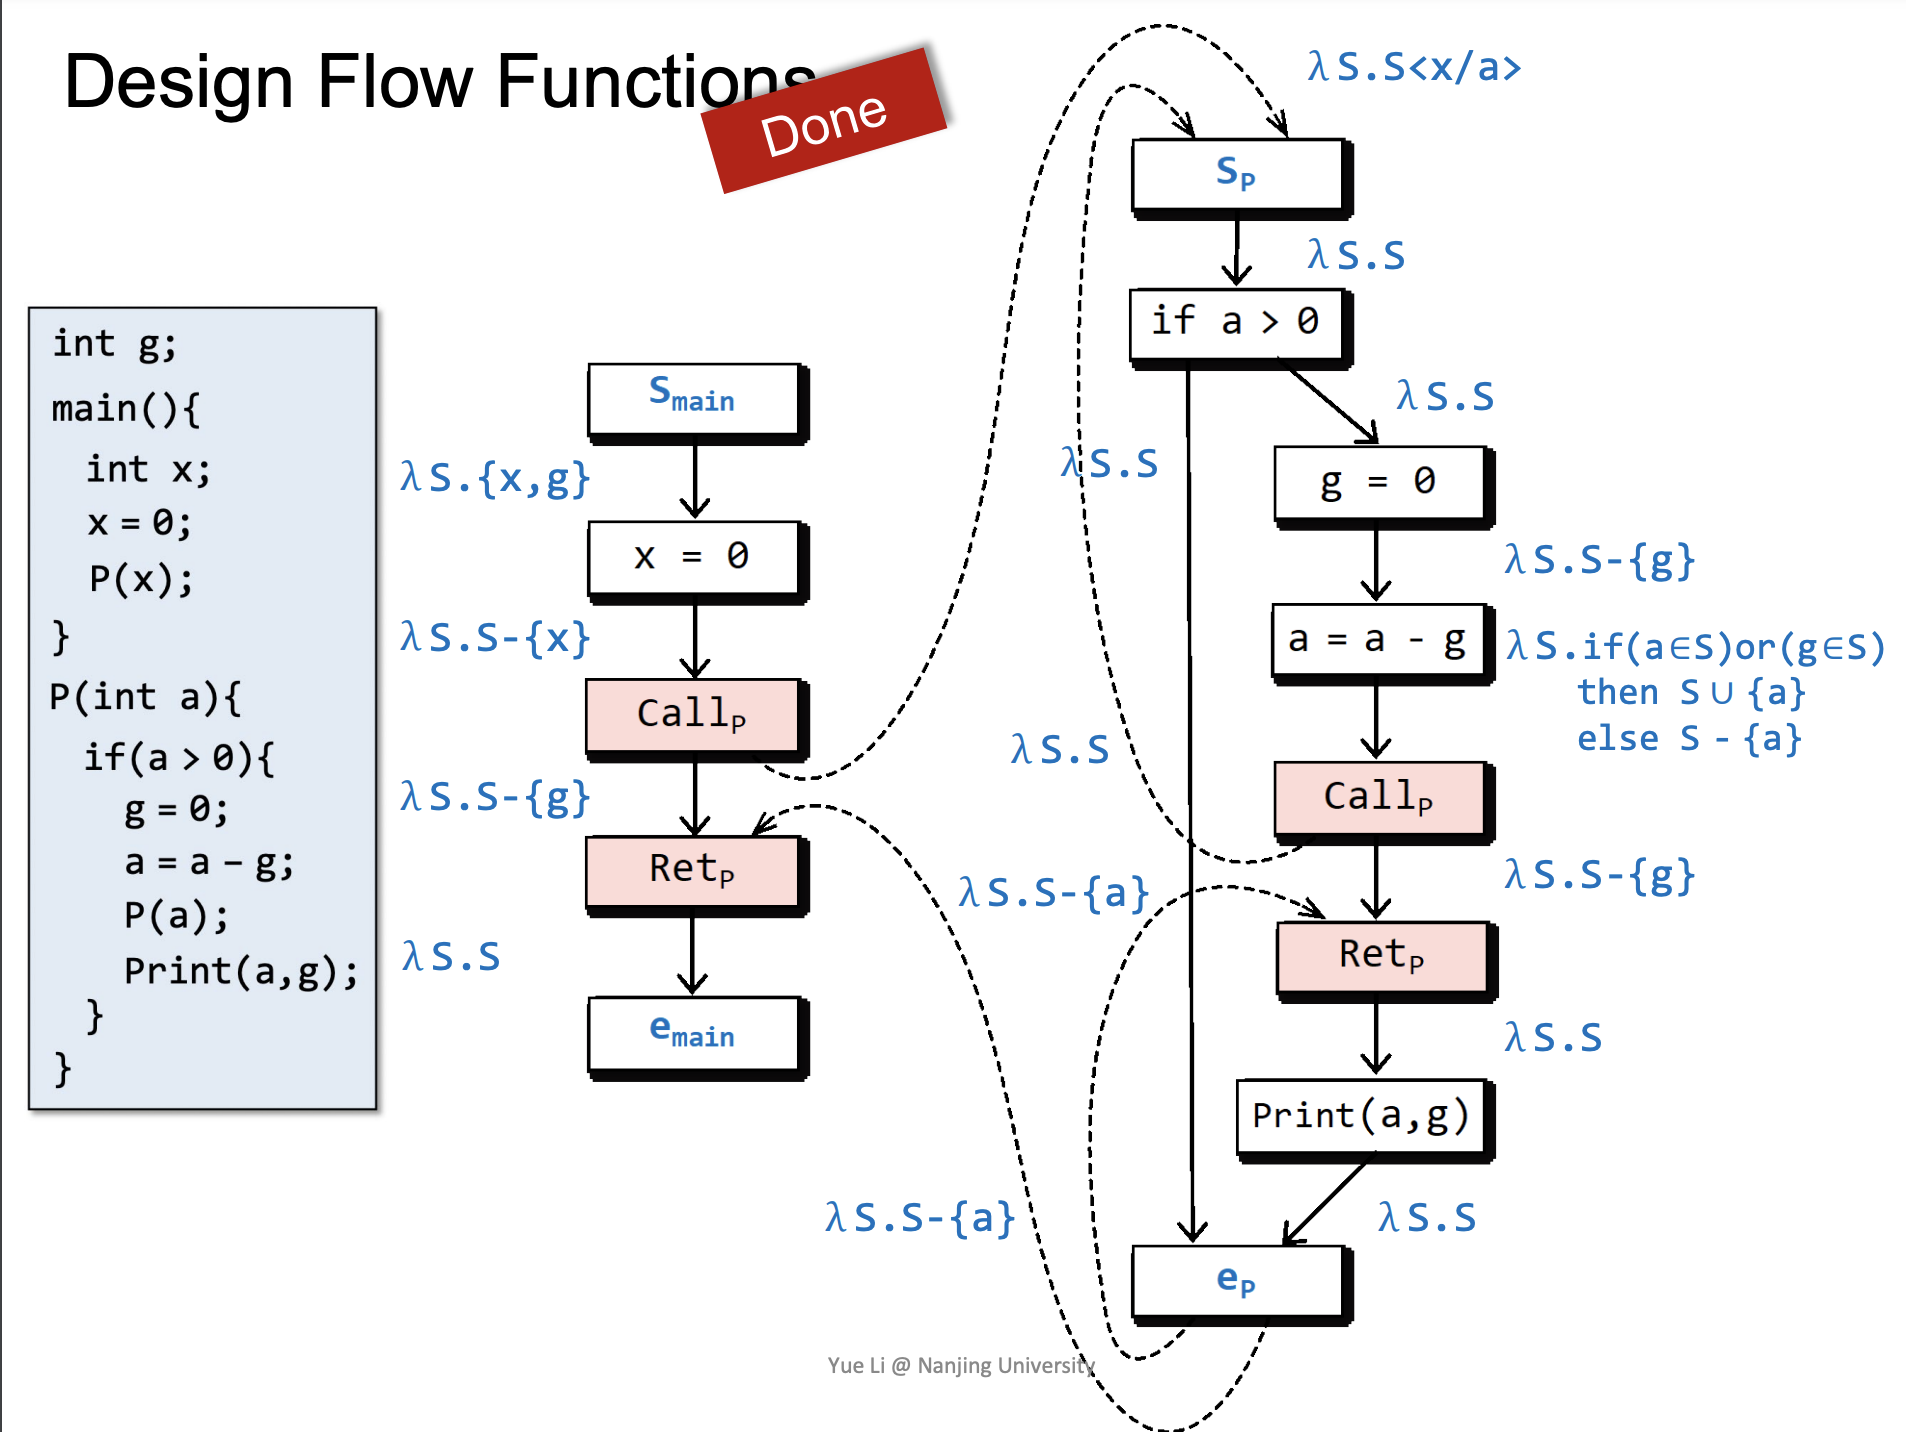 Design Flow Functions
Done
int g;
main(){
int x;
x = 0;
P(x);
}
P(int a){
if(a > 0){
g = 0;
a = a – g;
P(a);
Print(a,g);
}
}
Smain
λS.{x,g}
x = 0
λS.S-{x}
CallP
λS.S-{g}
RetP
λS.S
emain
λS.S<x/a>
SP
λS.S
if a > 0
λS.S
λS.S
g = 0
λS.S-{g}
a = a - g
λS.if(a∈S)or(g∈S)
then S∪{a}
else S-{a}
λS.S
CallP
λS.S-{g}
λS.S-{a}
RetP
λS.S
Print(a,g)
λS.S-{a}
λS.S
eP
Yue Li @ Nanjing University